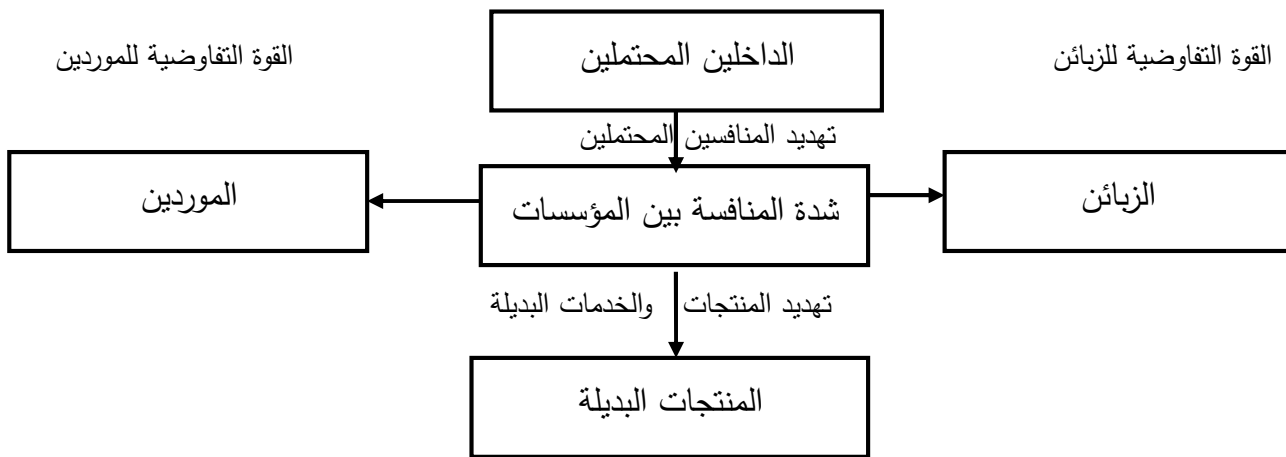 الداخلين المحتملين
القوة التفاوضية للزبائن
القوة التفاوضية للموردين
تهديد المنافسين المحتملين
الزبائن
شدة المنافسة بين المؤسسات
الموردين
تهديد المنتجات والخدمات البديلة
المنتجات البديلة